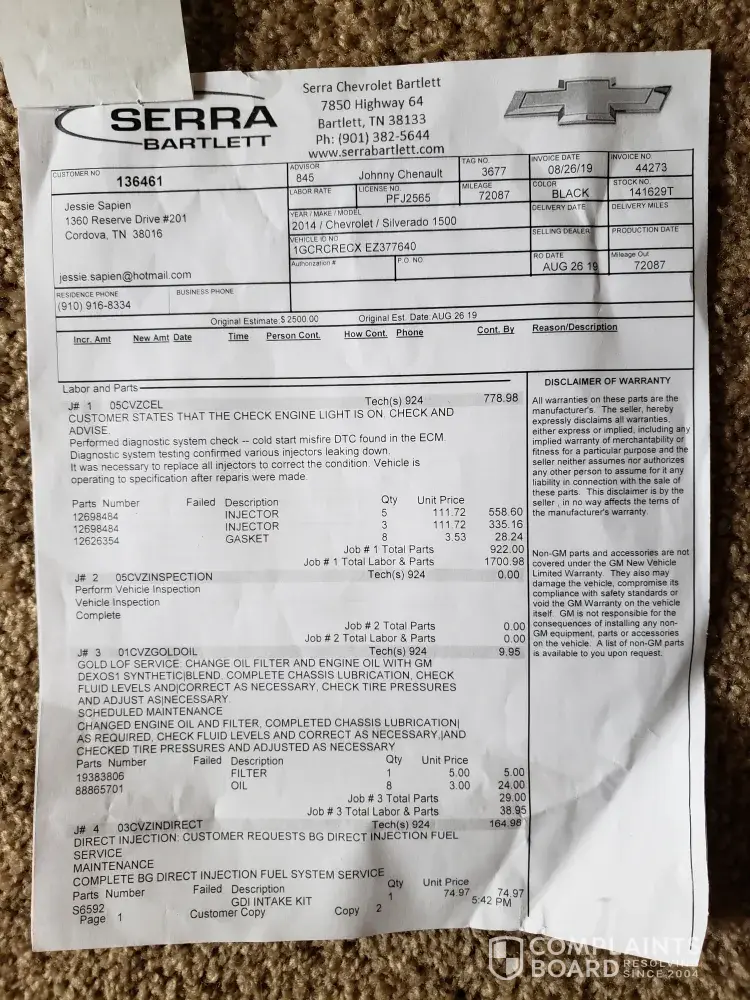 SERRA
BARTLETT
Serra Chevrolet Bartlett
7850 Highway 64
Bartlett, TN 38133
Ph: (901) 382-5644
www.serrabartlett.com
CUSTOMER NO
136461
ADVISOR
845 Johnny Chenault
TAG NO.
3677
INVOICE DATE
08/26/19
INVOICE NO
44273
LABOR RATE
LICENSE NO.
PFJ2565
MILEAGE
72087
COLOR
BLACK
STOCK NO.
141629T
Jessie Sapien
1360 Reserve Drive #201
Cordova, TN 38016
jessie.sapien@hotmail.com
YEAR / MAKE / MODEL
2014 / Chevrolet / Silverado 1500
DELIVERY DATE
DELIVERY MILES
VEHICLE ID NO
1GCRCRECX EZ377640
SELLING DEALER
PRODUCTION DATE
Authorization #
P.O. NO.
RO DATE
AUG 26 19
Mileage Out
72087
RESIDENCE PHONE
(910) 916-8334
BUSINESS PHONE
Original Estimate:$ 2500.00 Original Est. Date:AUG 26 19
Incr. Amt New Amt Date Time Person Cont. How Cont. Phone Cont. By Reason/Description
Labor and Parts
J# 1 05CVZCEL Tech(s) 924 778.98
CUSTOMER STATES THAT THE CHECK ENGINE LIGHT IS ON. CHECK AND
ADVISE.
Performed diagnostic system check -- cold start misfire DTC found in the ECM.
Diagnostic system testing confirmed various injectors leaking down.
It was necessary to replace all injectors to correct the condition. Vehicle is
operating to specification after reparis were made.
Parts Number Failed Description Qty Unit Price
12698484 INJECTOR 5 111.72 558.60
12698484 INJECTOR 3 111.72 335.16
12626354 GASKET 8 3.53 28.24
Job # 1 Total Parts 922.00
Job # 1 Total Labor & Parts 1700.98
J# 2 05CVZINSPECTION Tech(s) 924 0.00
Perform Vehicle Inspection
Vehicle Inspection
Complete
Job # 2 Total Parts 0.00
Job # 2 Total Labor & Parts 0.00
J# 3 01CVZGOLDOIL Tech(s) 924 9.95
GOLD LOF SERVICE: CHANGE OIL FILTER AND ENGINE OIL WITH GM
DEXOS1 SYNTHETIC|BLEND. COMPLETE CHASSIS LUBRICATION, CHECK
FLUID LEVELS AND|CORRECT AS NECESSARY, CHECK TIRE PRESSURES
AND ADJUST AS|NECESSARY.
SCHEDULED MAINTENANCE
CHANGED ENGINE OIL AND FILTER, COMPLETED CHASSIS LUBRICATION|
AS REQUIRED, CHECK FLUID LEVELS AND CORRECT AS NECESSARY,|AND
CHECKED TIRE PRESSURES AND ADJUSTED AS NECESSARY
Parts Number Failed Description Qty Unit Price
19383806 FILTER 1 5.00 5.00
88865701 OIL 8 3.00 24.00
Job # 3 Total Parts 29.00
Job # 3 Total Labor & Parts 38.95
J# 4 03CVZINDIRECT Tech(s) 924 164.98
DIRECT INJECTION: CUSTOMER REQUESTS BG DIRECT INJECTION FUEL
SERVICE
MAINTENANCE
COMPLETE BG DIRECT INJECTION FUEL SYSTEM SERVICE
Parts Number Failed Description Qty Unit Price
S6592 GDI INTAKE KIT 1 74.97 74.97
Page 1 Customer Copy Copy 2 5:42 PM
DISCLAIMER OF WARRANTY
All warranties on these parts are the
manufacturer's. The seller, hereby
expressly disclaims all warranties,
either express or implied, including any
implied warranty of merchantability or
fitness for a particular purpose and the
seller neither assumes nor authorizes
any other person to assume for it any
liability in connection with the sale of
these parts. This disclaimer is by the
seller , in no way affects the terms of
the manufacturer's warranty.
Non-GM parts and accessories are not
covered under the GM New Vehicle
Limited Warranty. They also may
damage the vehicle, compromise its
compliance with safety standards or
void the GM Warranty on the vehicle
itself. GM is not responsible for the
consequences of installing any non-
GM equipment, parts or accessories
on the vehicle. A list of non-GM parts
is available to you upon request.
COMPLAINTS
BOARD RESOLVING
SINCE 2004